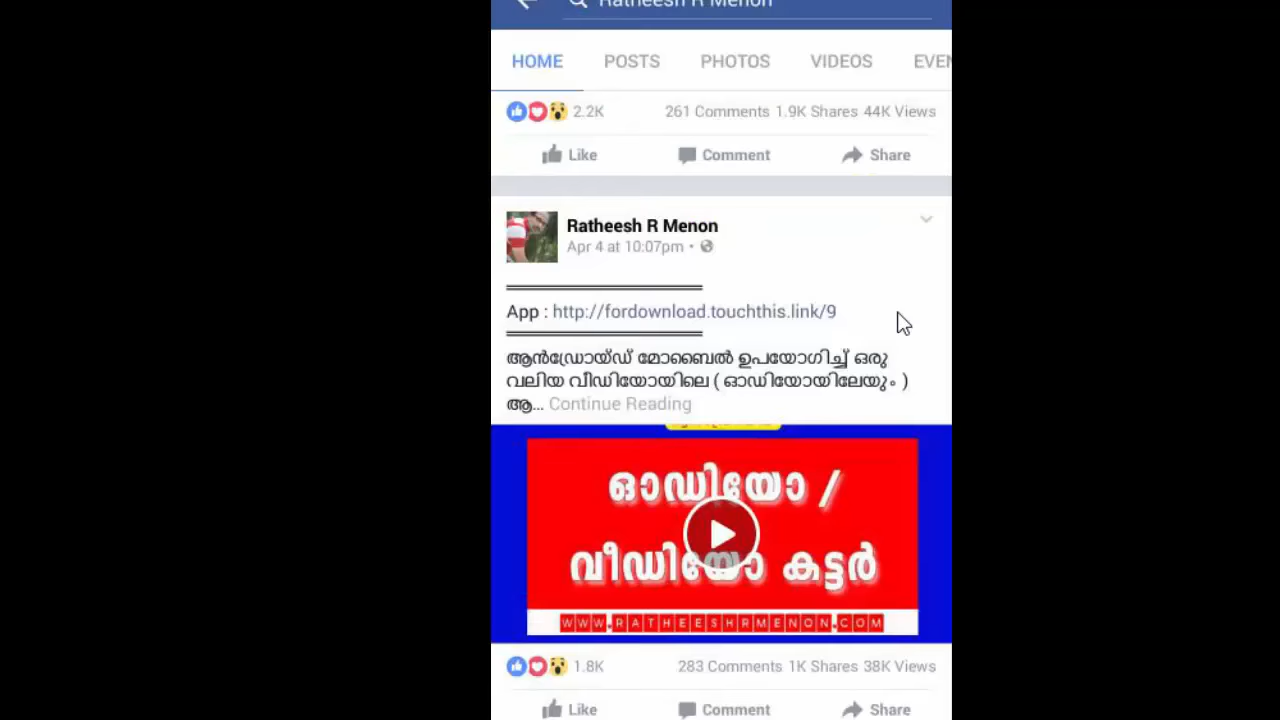 Ratheesh R Menon
HOME POSTS PHOTOS VIDEOS EVEN
2.2K 261 Comments 1.9K Shares 44K Views
Like Comment Share
Ratheesh R Menon
Apr 4 at 10:07pm •
App : http://fordownload.touchthis.link/9
ആൻഡ്രോയ്ഡ് മോബൈൽ ഉപയോഗിച്ച് ഒരു
വലിയ വീഡിയോയിലെ ( ഓഡിയോയിലേയും )
ആ... Continue Reading
ഓഡിയോ /
വീഡിയോ കട്ടർ
WWW.RATHEESHRMENON.COM
1.8K 283 Comments 1K Shares 38K Views
Like Comment Share